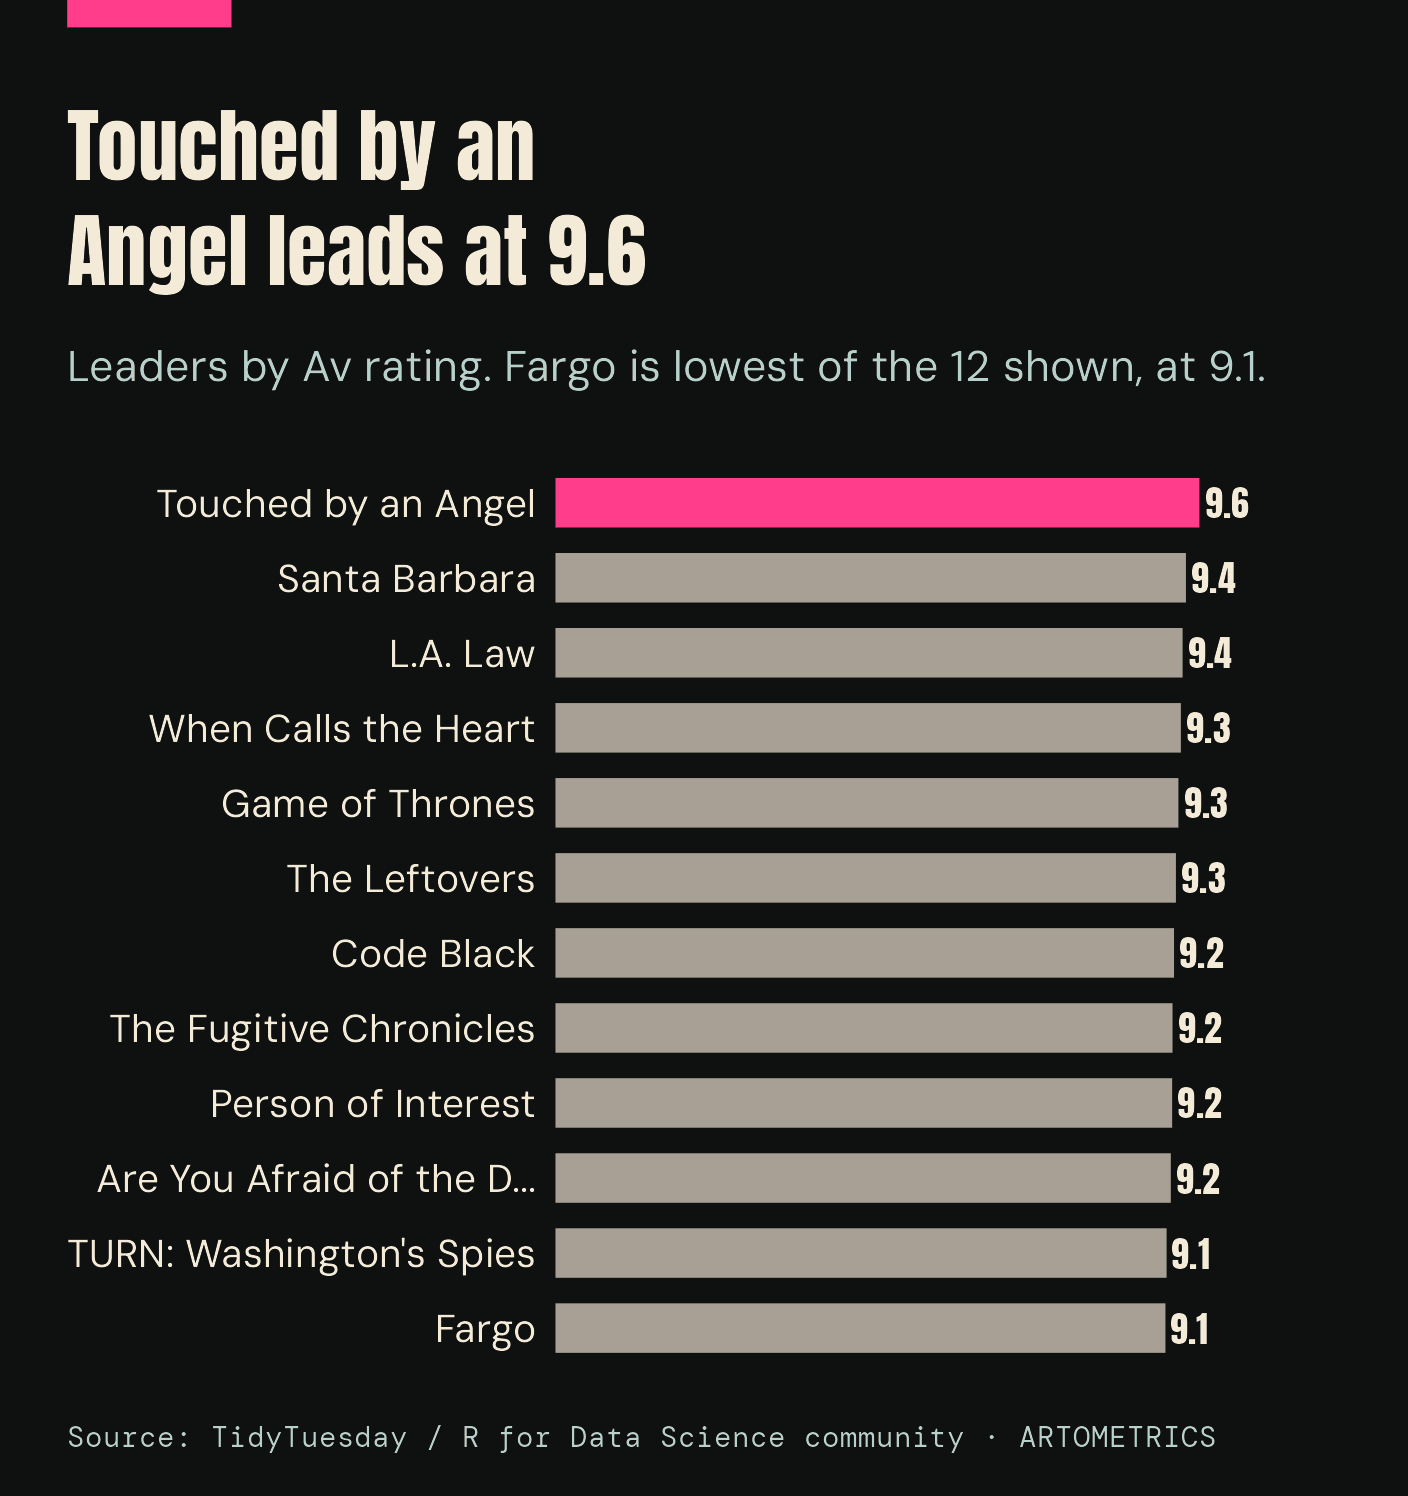 Touched by an
Angel leads at 9.6
Leaders by Av rating. Fargo is lowest of the 12 shown, at 9.1.
Touched by an Angel 9.6
Santa Barbara 9.4
L.A. Law 9.4
When Calls the Heart 9.3
Game of Thrones 9.3
The Leftovers 9.3
Code Black 9.2
The Fugitive Chronicles 9.2
Person of Interest 9.2
Are You Afraid of the D... 9.2
TURN: Washington's Spies 9.1
Fargo 9.1
Source: TidyTuesday / R for Data Science community · ARTOMETRICS